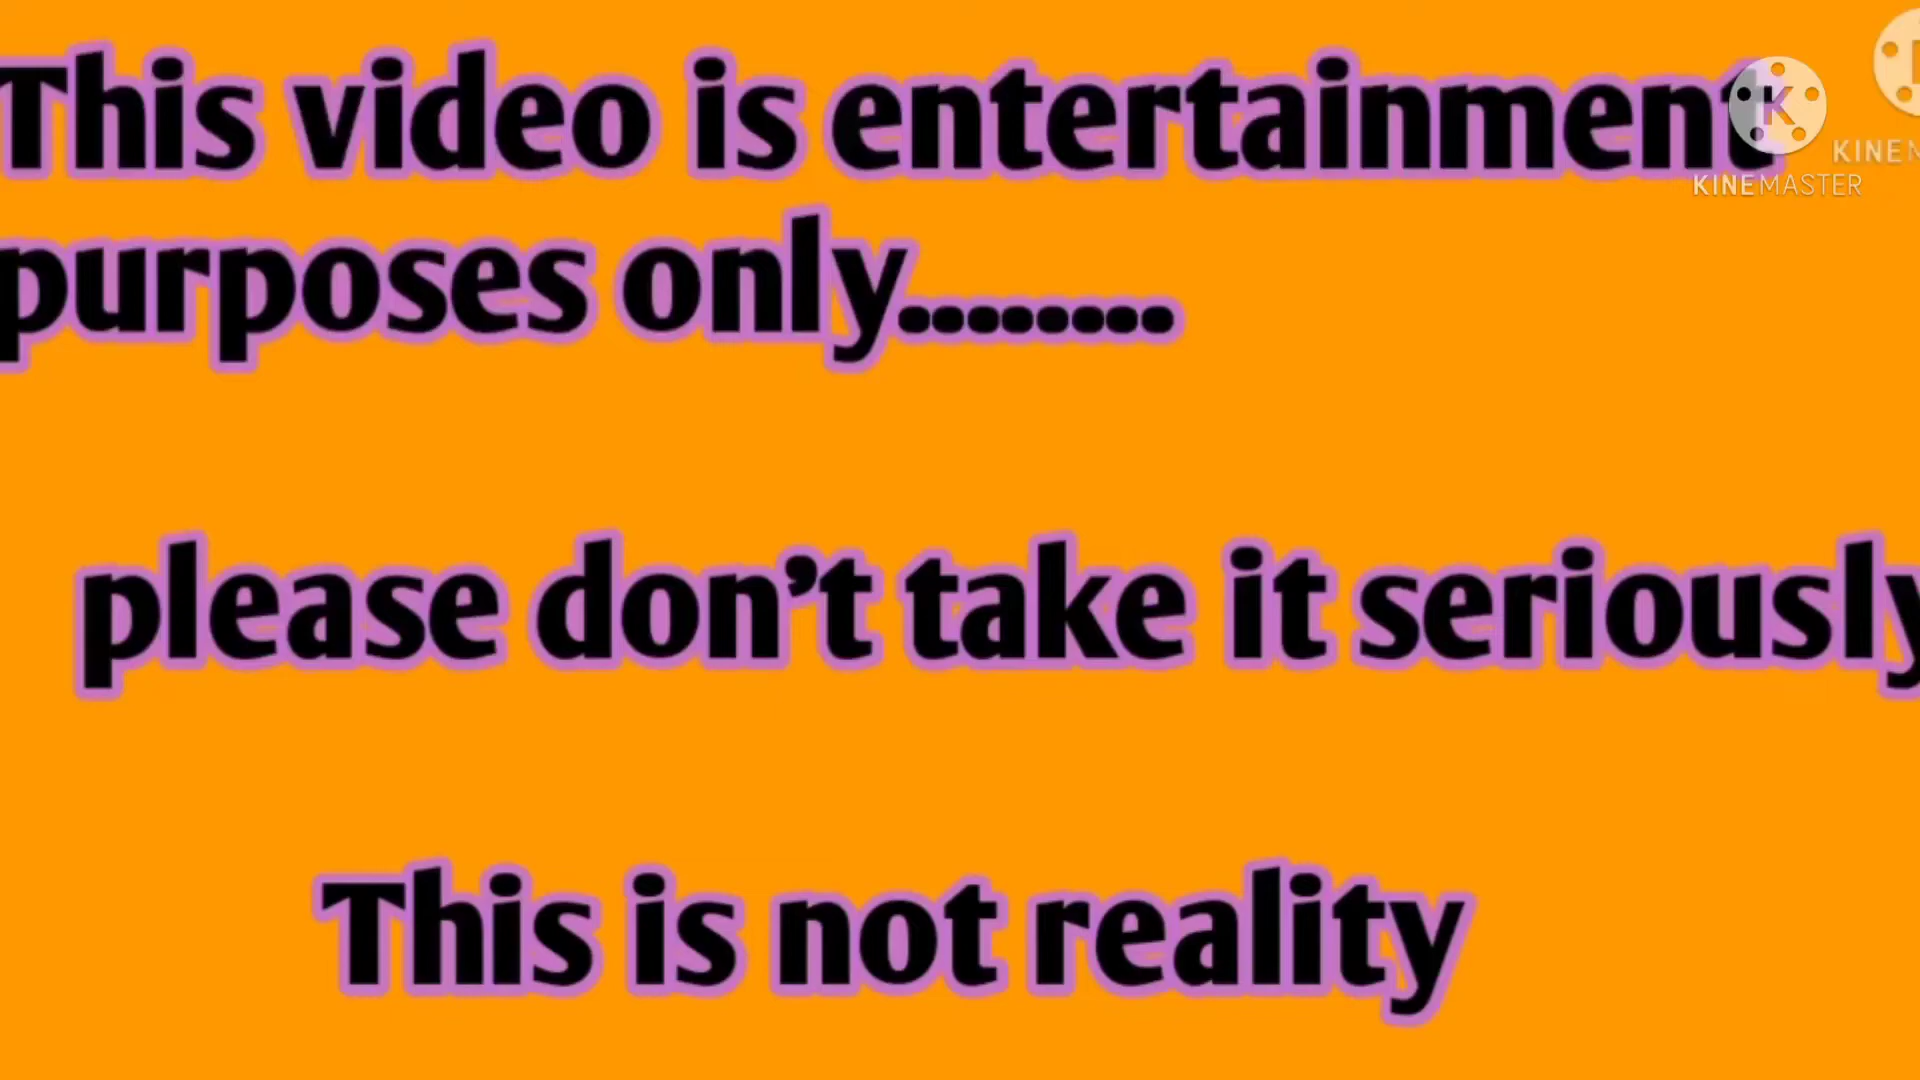 This video is entertainment
purposes only........
please don't take it seriously
This is not reality
K
KINEMASTER